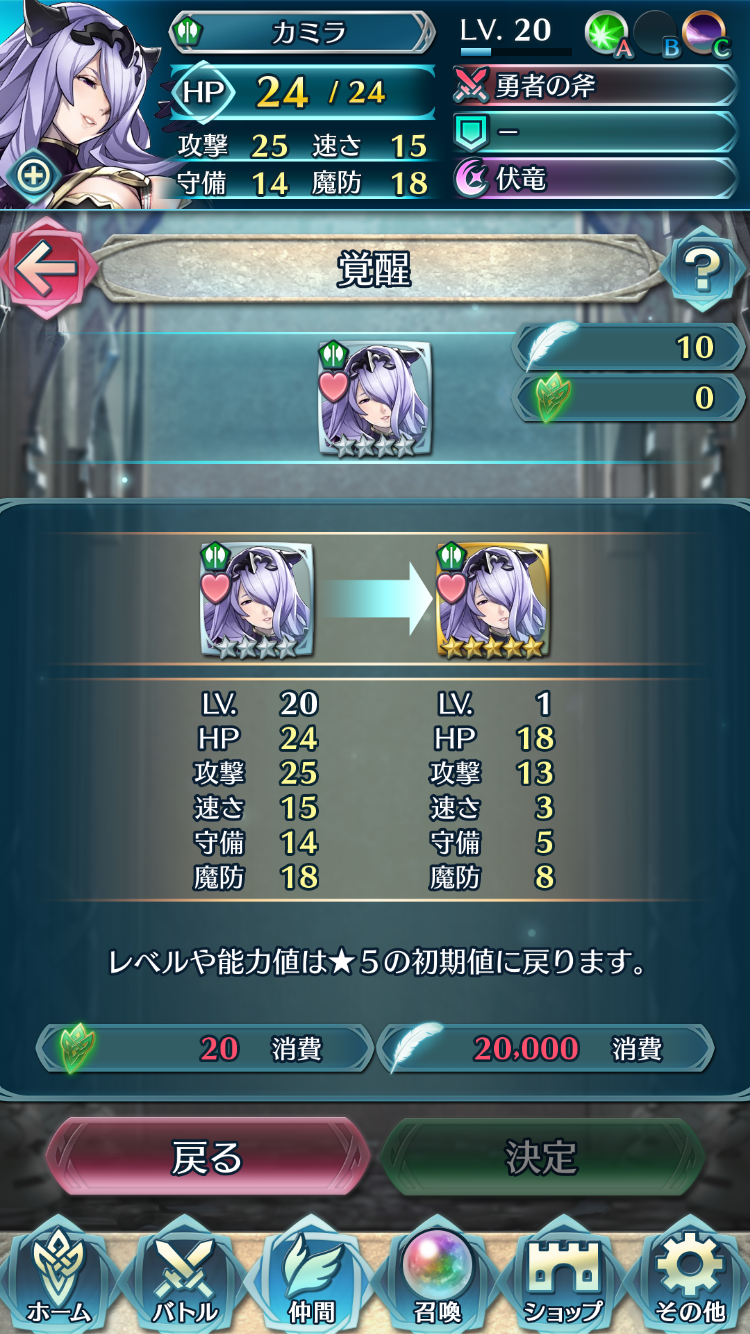 カミラ
LV. 20
A B C
HP 24 / 24
勇者の斧
攻撃 25 速さ 15
−
守備 14 魔防 18
伏竜
覚醒
?
10
0
LV. 20 LV. 1
HP 24 HP 18
攻撃 25 攻撃 13
速さ 15 速さ 3
守備 14 守備 5
魔防 18 魔防 8
レベルや能力値は★5の初期値に戻ります。
20 消費 20,000 消費
戻る 決定
ホーム バトル 仲間 召喚 ショップ その他